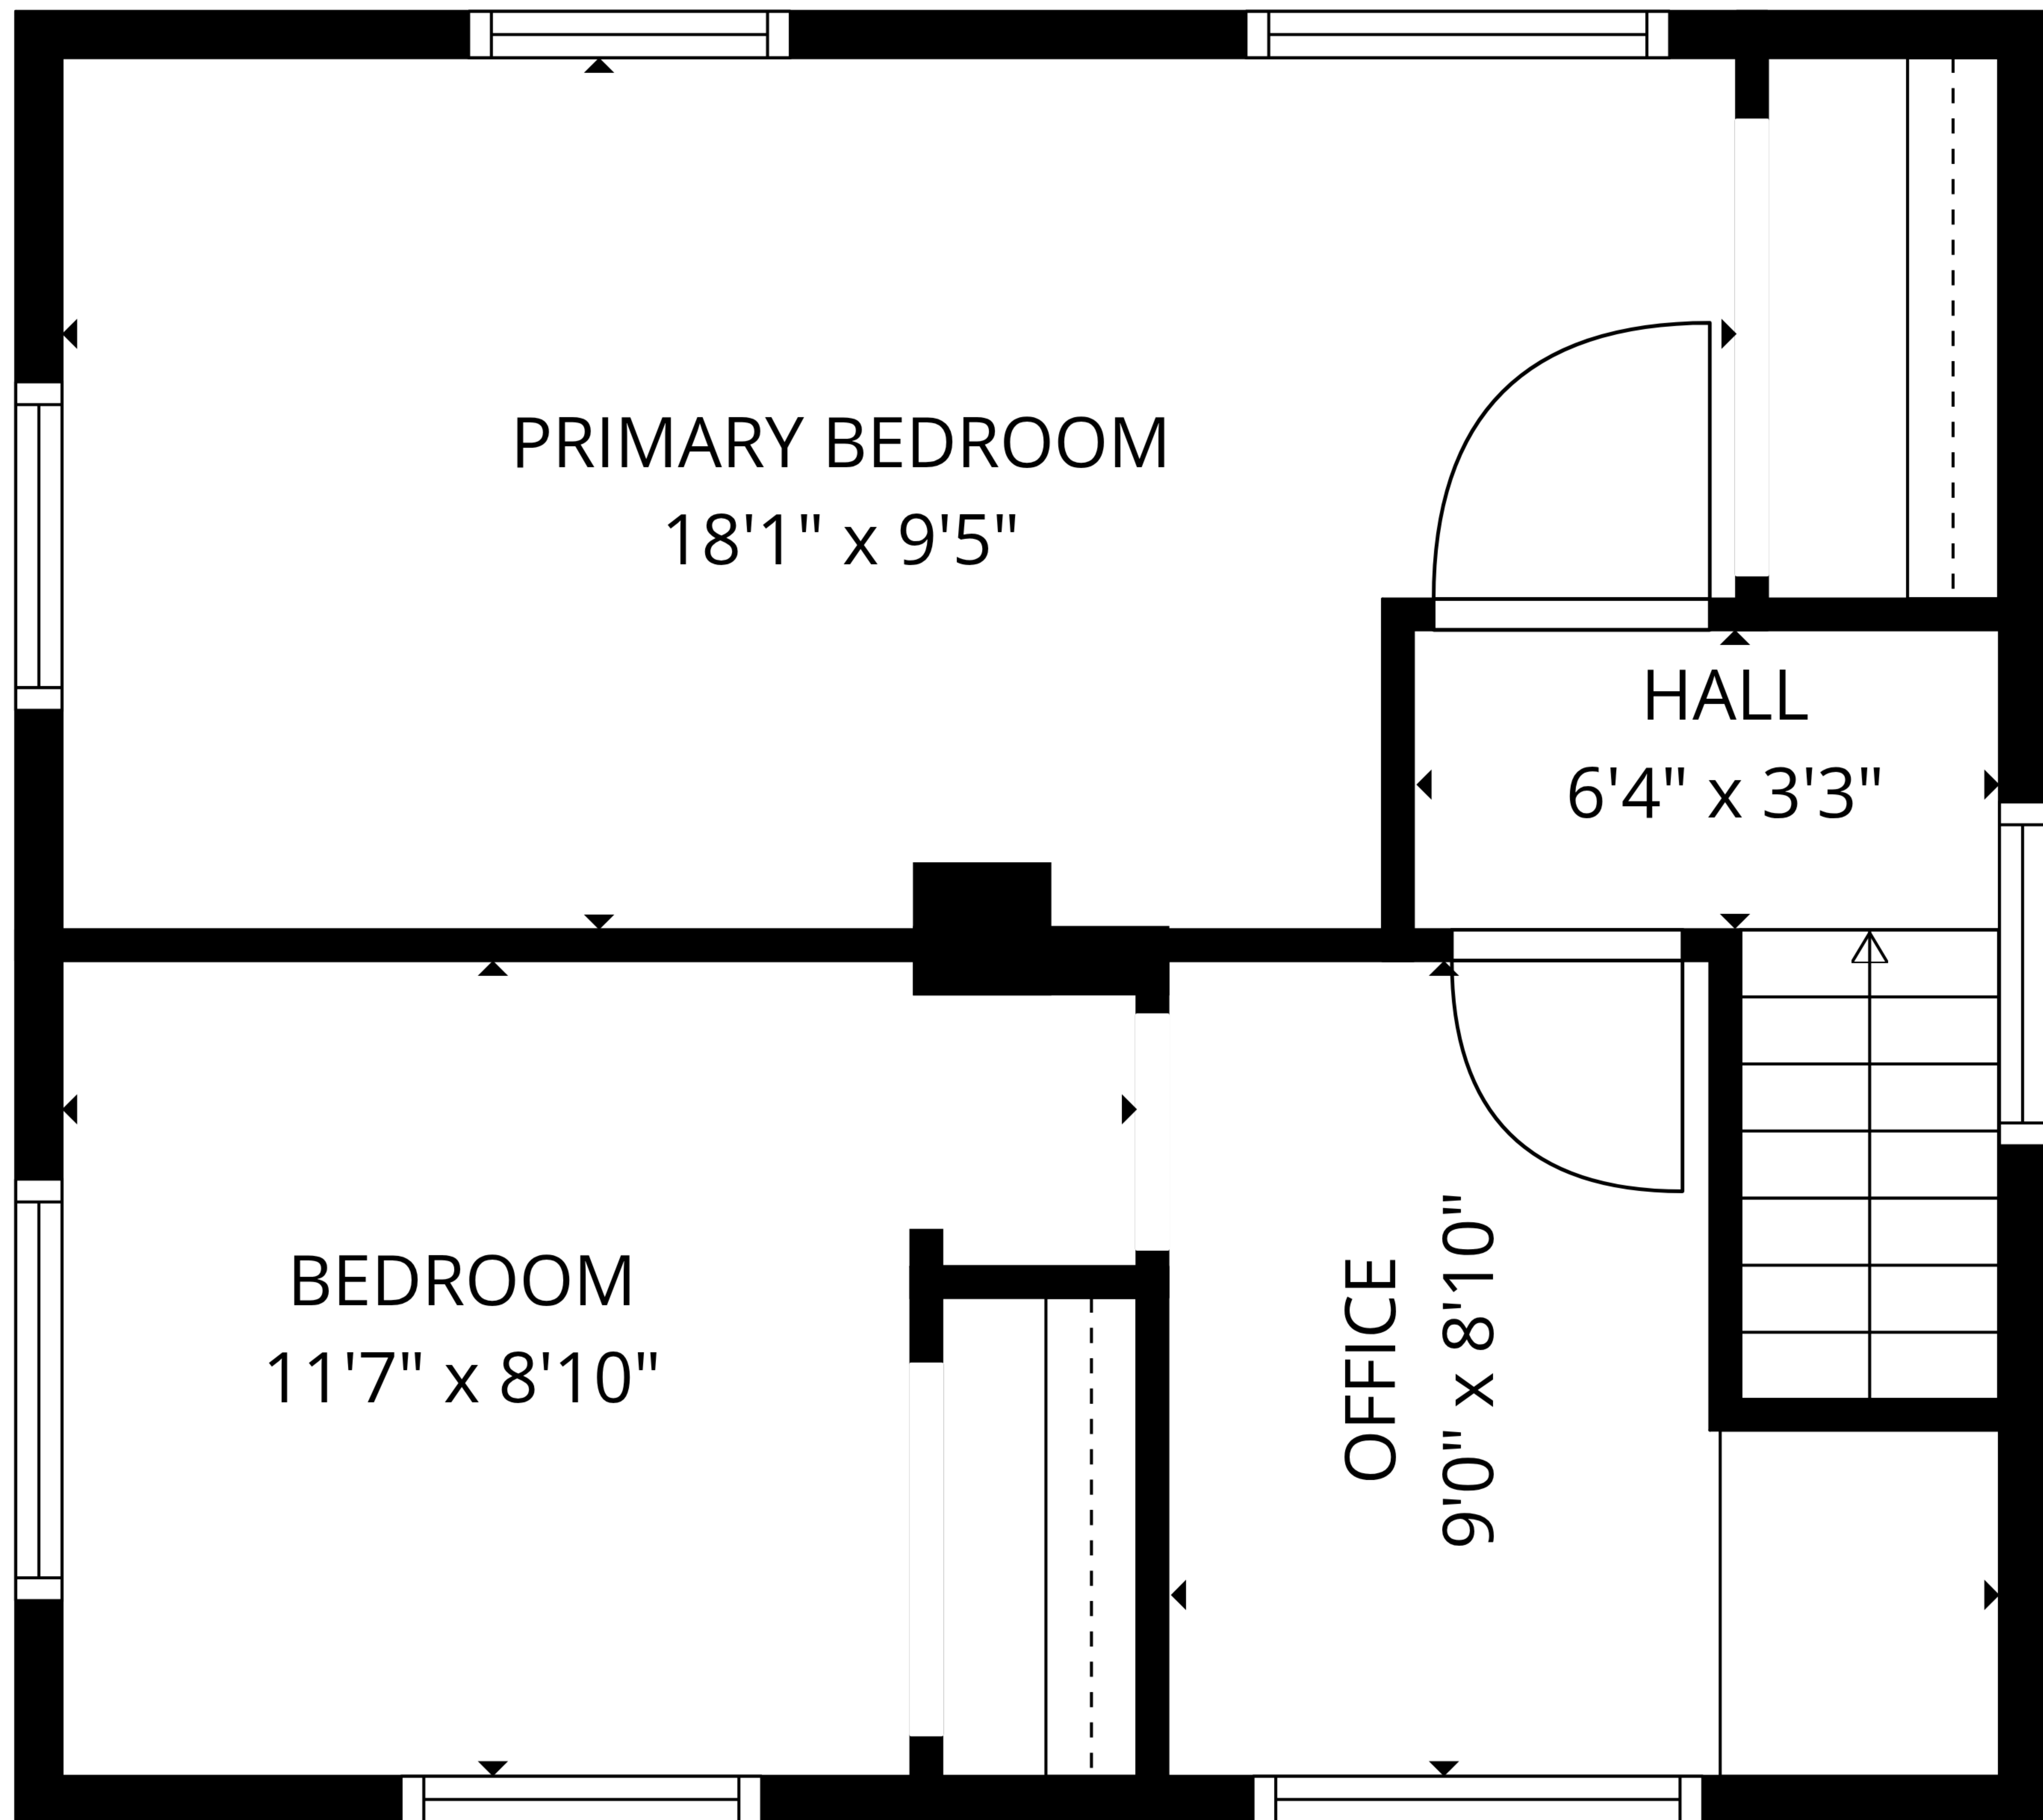 PRIMARY BEDROOM
18'1" x 9'5"
HALL
6'4" x 3'3"
BEDROOM
11'7" x 8'10"
OFFICE
9'0" x 8'10"